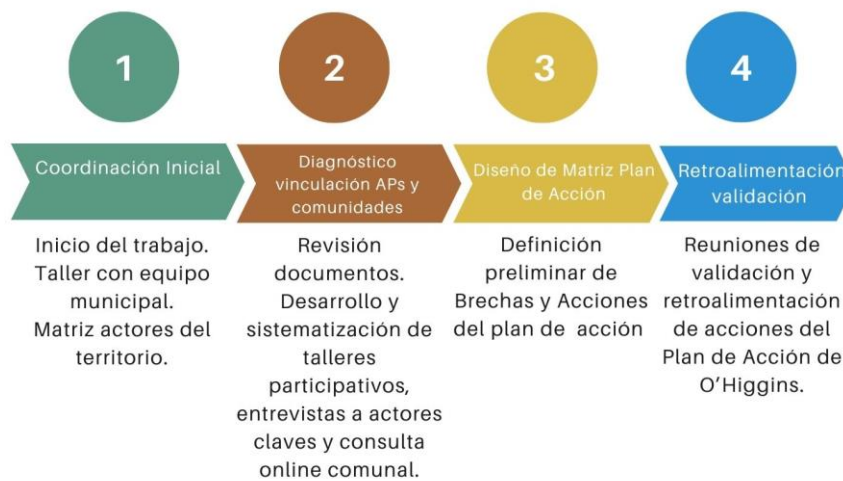 1
2
3
4
Coordinación Inicial
Diagnóstico
vinculación APs y
comunidades
Diseño de Matriz Plan
de Acción
Retroalimentación
validación
Inicio del trabajo.
Taller con equipo
municipal.
Matriz actores del
territorio.
Revisión
documentos.
Desarrollo y
sistematización de
talleres
participativos,
entrevistas a actores
claves y consulta
online comunal.
Definición
preliminar de
Brechas y Acciones
del plan de acción
Reuniones de
validación y
retroalimentación
de acciones del
Plan de Acción de
O’Higgins.